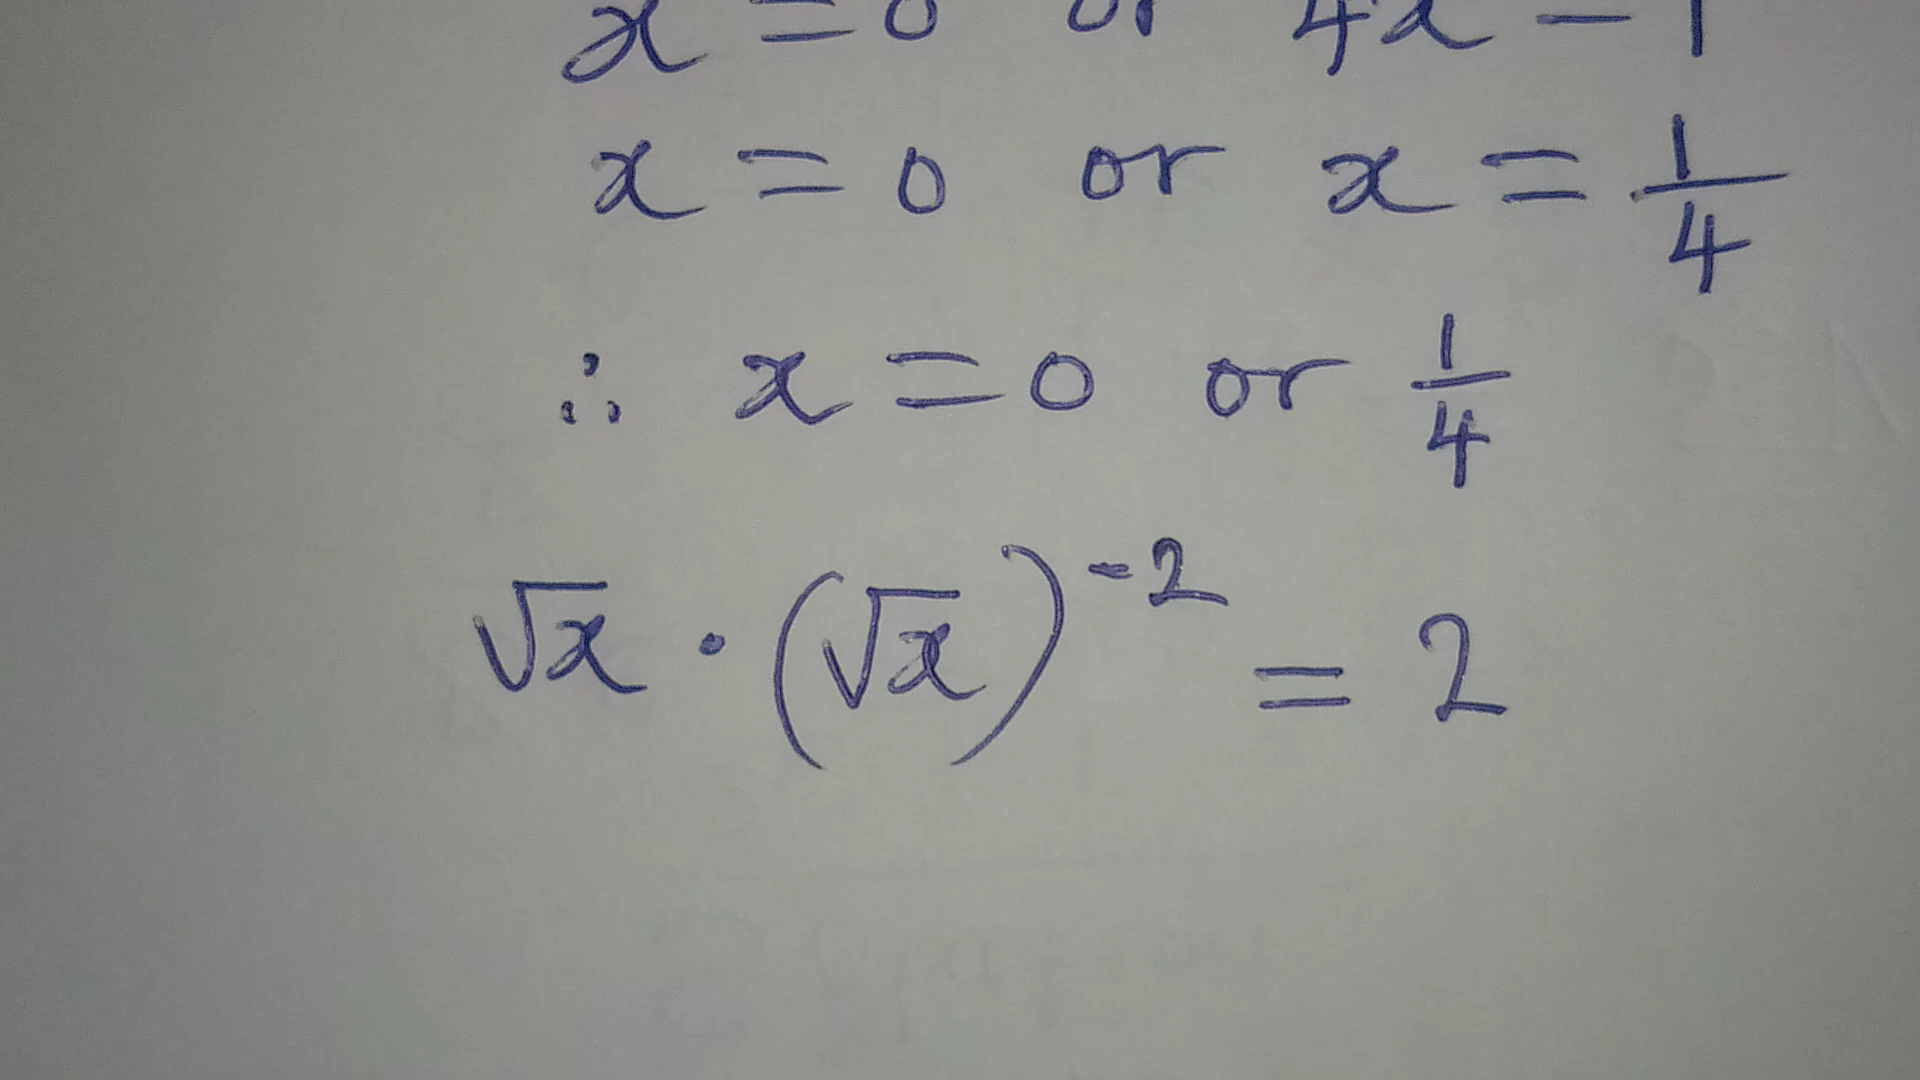 x = 0 or 4x - 1
x = 0 or x = 1/4
∴ x = 0 or 1/4
√x · (√x)⁻² = 2